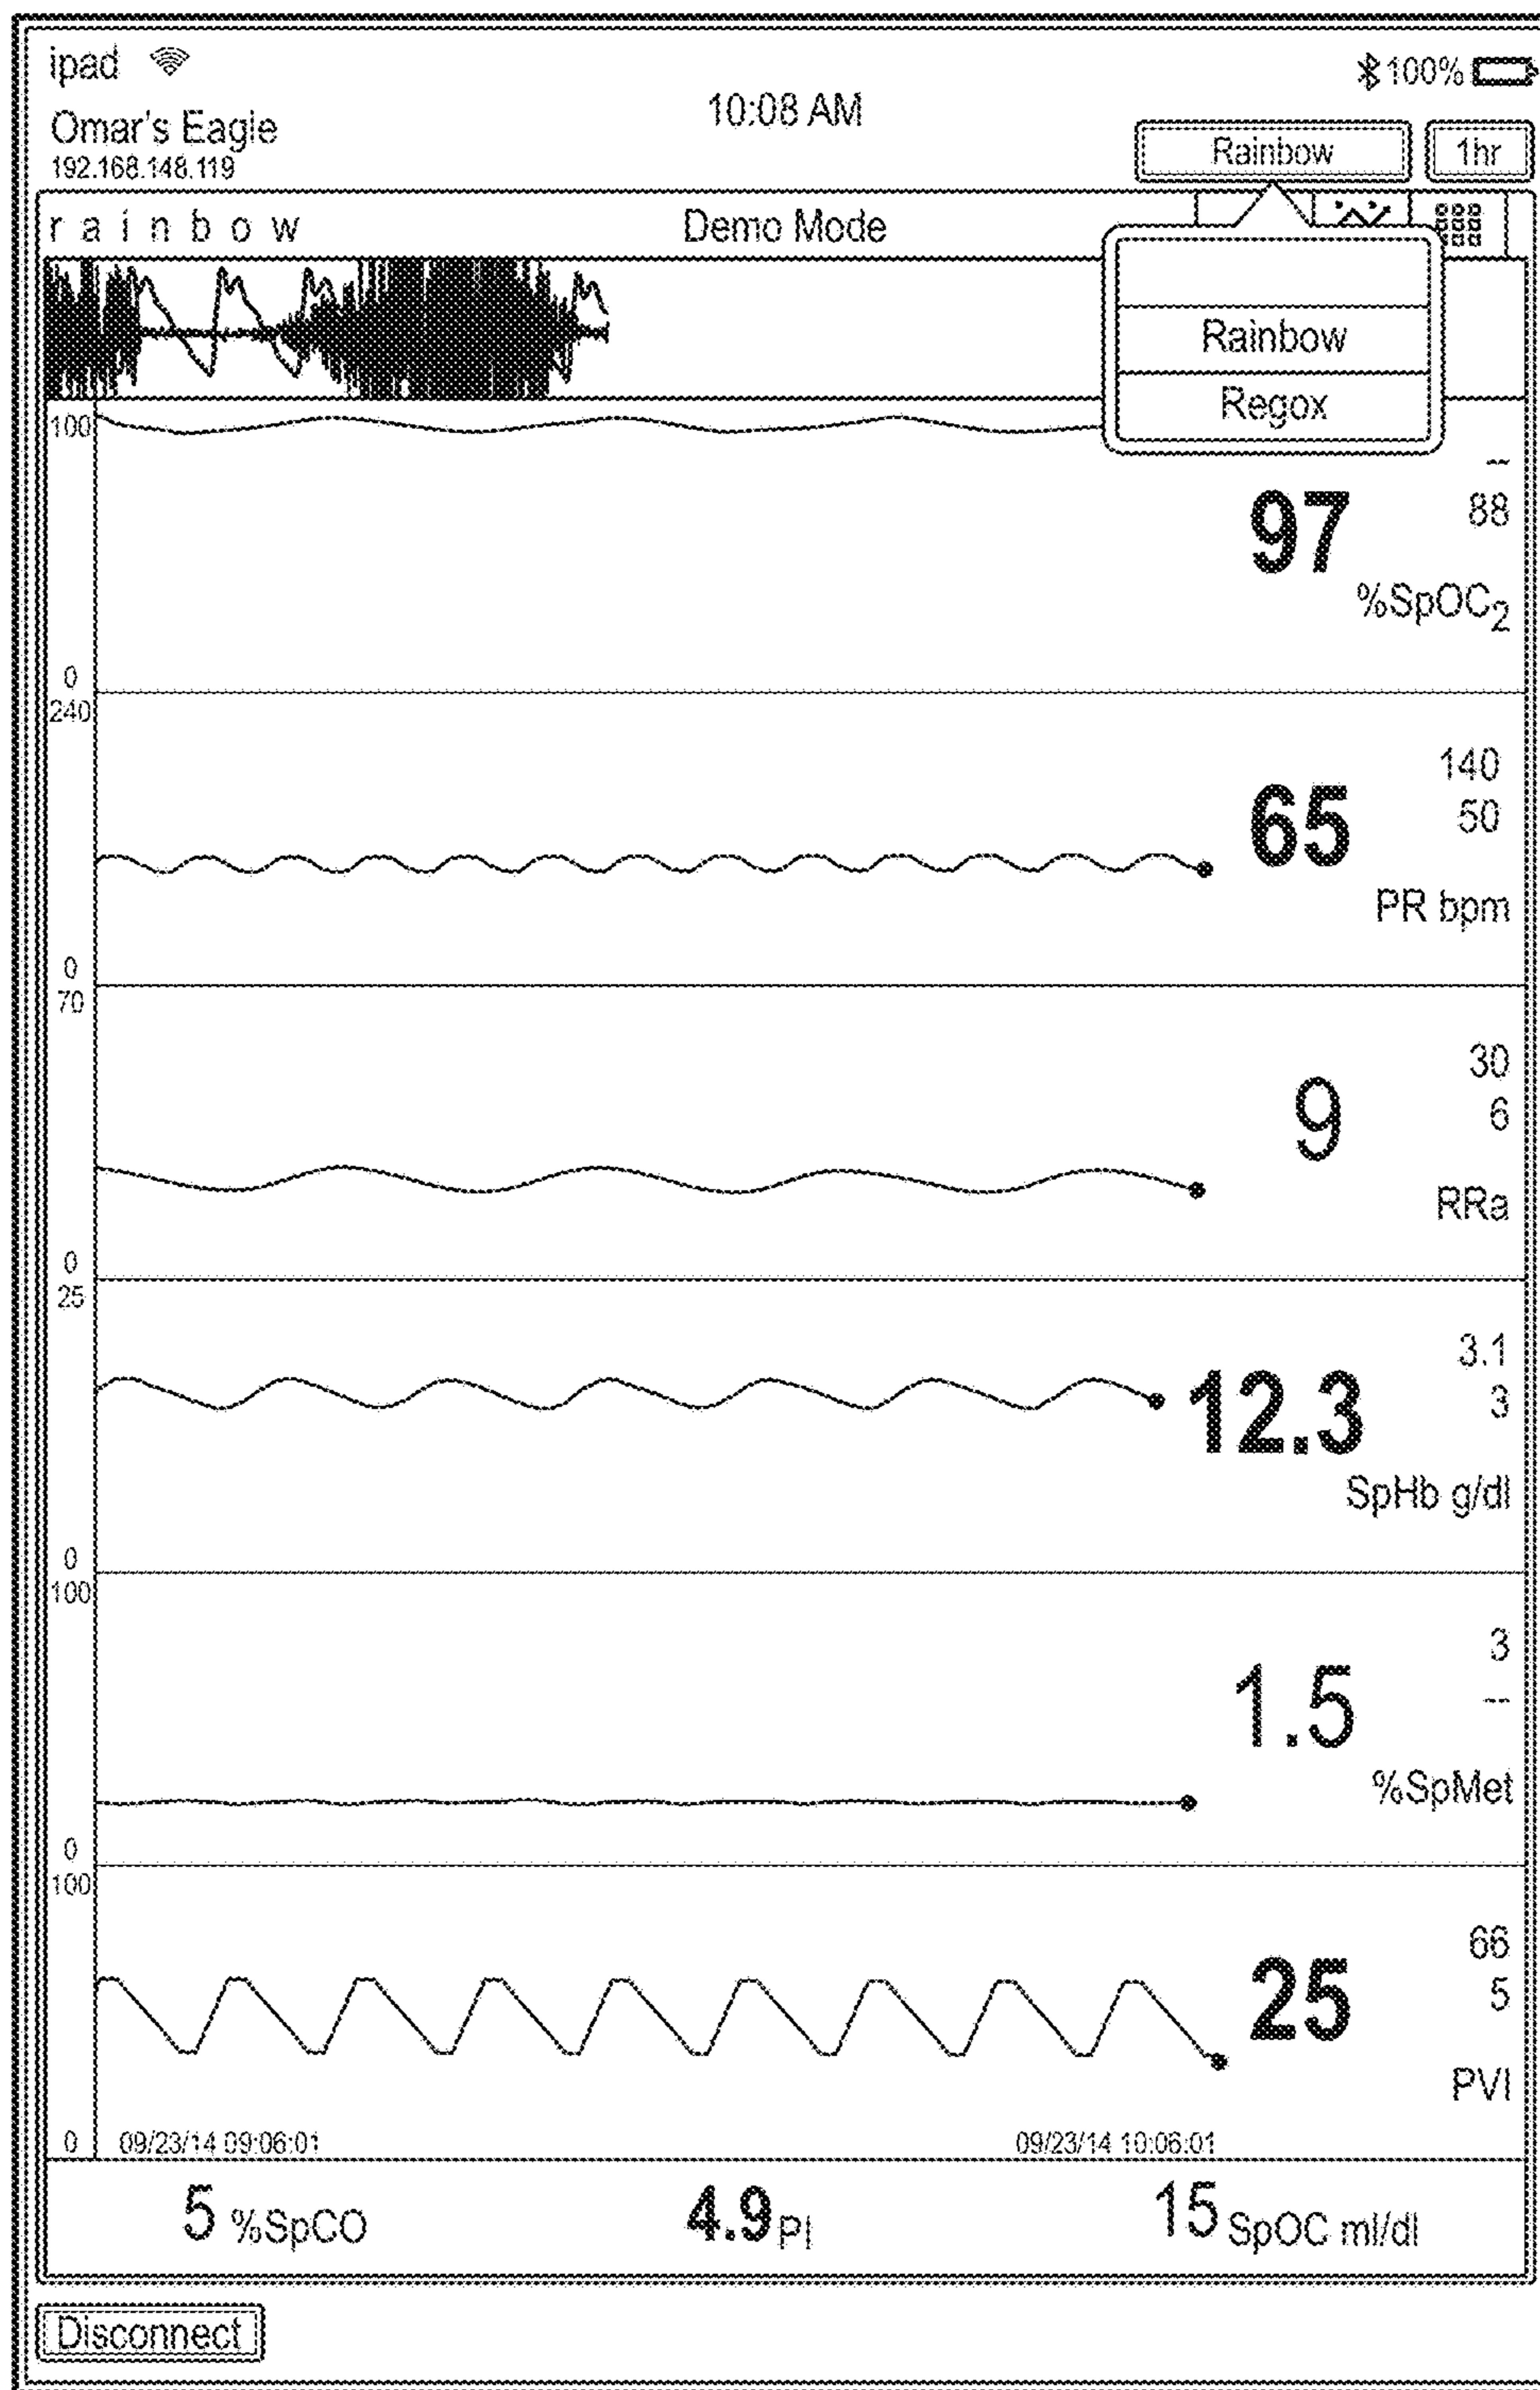 ipad
100%
10:08 AM
Omar's Eagle
192.168.148.119
Rainbow
1hr
rainbow
Demo Mode
Rainbow
Regox
100
--
97
88
%SpOC2
0
240
140
65
50
PR bpm
0
70
30
9
6
RRa
0
25
3.1
12.3
3
SpHb g/dl
0
100
3
1.5
--
%SpMet
0
100
66
25
5
PVI
0
09/23/14 09:06:01
09/23/14 10:06:01
5 %SpCO
4.9 PI
15 SpOC ml/dl
Disconnect